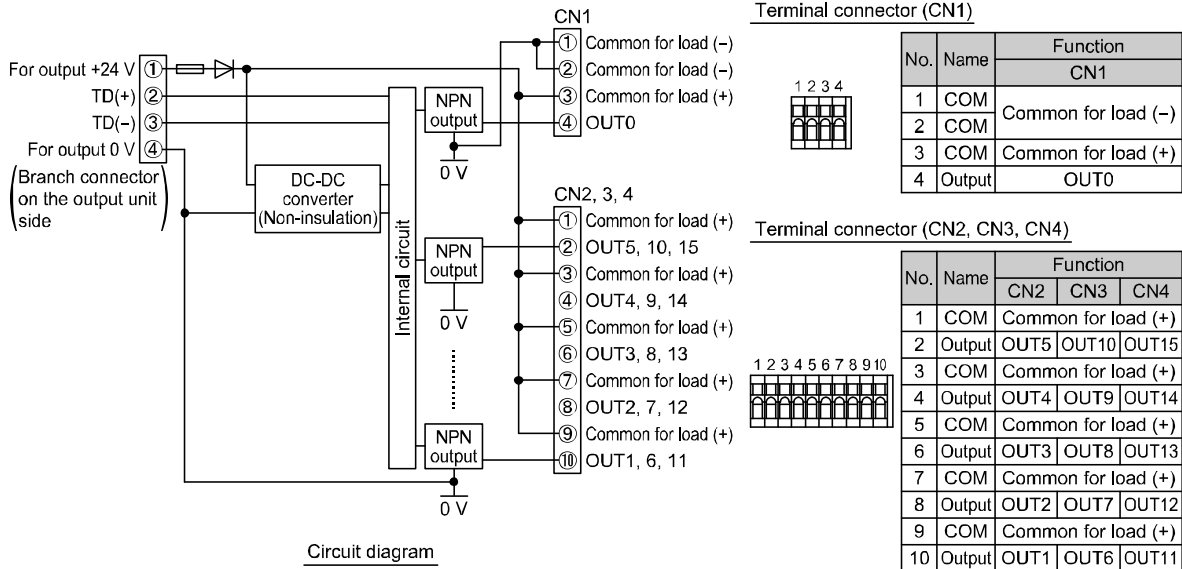 For output +24 V ①
TD(+) ②
TD(−) ③
For output 0 V ④
(Branch connector
on the output unit
side)
DC-DC
converter
(Non-insulation)
Internal circuit
NPN
output
0 V
NPN
output
0 V
NPN
output
0 V
CN1
① Common for load (−)
② Common for load (−)
③ Common for load (+)
④ OUT0
CN2, 3, 4
① Common for load (+)
② OUT5, 10, 15
③ Common for load (+)
④ OUT4, 9, 14
⑤ Common for load (+)
⑥ OUT3, 8, 13
⑦ Common for load (+)
⑧ OUT2, 7, 12
⑨ Common for load (+)
⑩ OUT1, 6, 11
Circuit diagram
Terminal connector (CN1)
1 2 3 4
No. Name Function
CN1
1 COM Common for load (−)
2 COM
3 COM Common for load (+)
4 Output OUT0
Terminal connector (CN2, CN3, CN4)
1 2 3 4 5 6 7 8 9 10
No. Name Function
CN2 CN3 CN4
1 COM Common for load (+)
2 Output OUT5 OUT10 OUT15
3 COM Common for load (+)
4 Output OUT4 OUT9 OUT14
5 COM Common for load (+)
6 Output OUT3 OUT8 OUT13
7 COM Common for load (+)
8 Output OUT2 OUT7 OUT12
9 COM Common for load (+)
10 Output OUT1 OUT6 OUT11